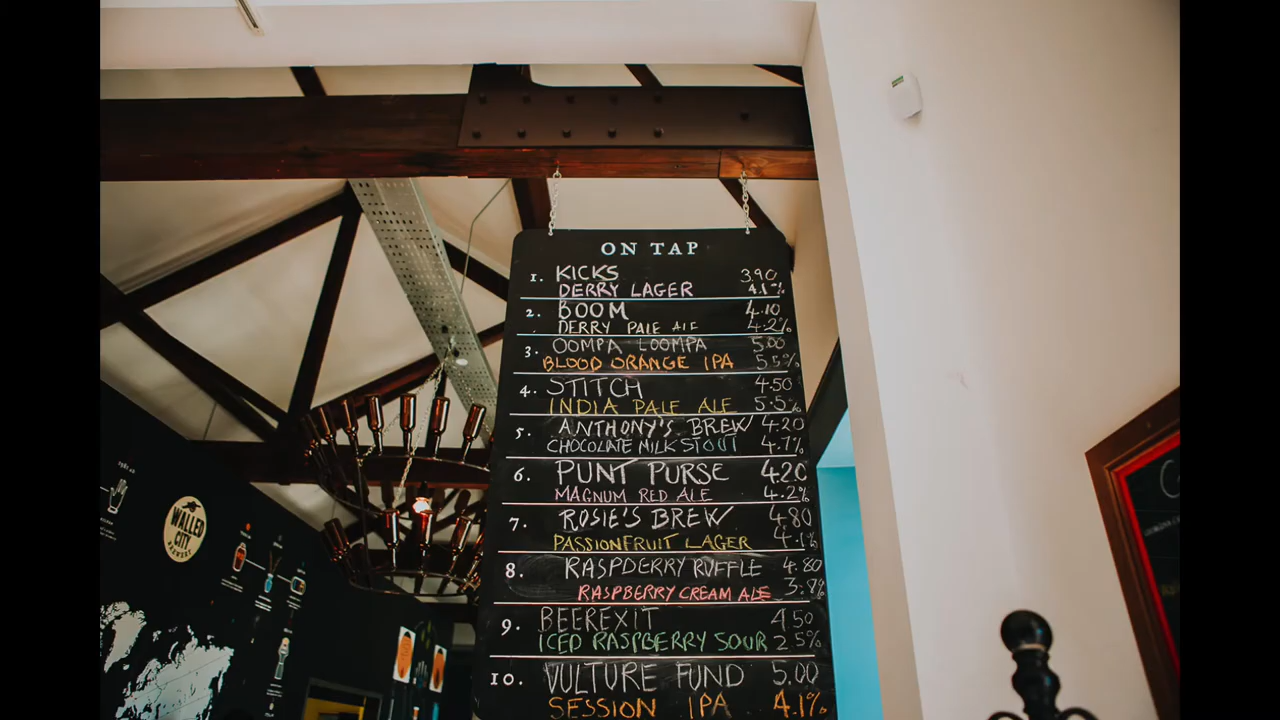 ON TAP
1. KICKS 3.90
DERRY LAGER 4.1%
2. BOOM 4.10
DERRY PALE ALE 4.2%
3. OOMPA LOOMPA 5.00
BLOOD ORANGE IPA 5.5%
4. STITCH 4.50
INDIA PALE ALE 5.5%
5. ANTHONY'S BREW 4.20
CHOCOLATE MILK STOUT 4.7%
6. PUNT PURSE 4.20
MAGNUM RED ALE 4.2%
7. ROSIE'S BREW 4.80
PASSIONFRUIT LAGER 4.1%
8. RASPBERRY RUFFLE 4.80
RASPBERRY CREAM ALE 3.8%
9. BEEREXIT 4.50
ICED RASPBERRY SOUR 2.5%
10. VULTURE FUND 5.00
SESSION IPA 4.1%
WALLED
CITY
BREWERY